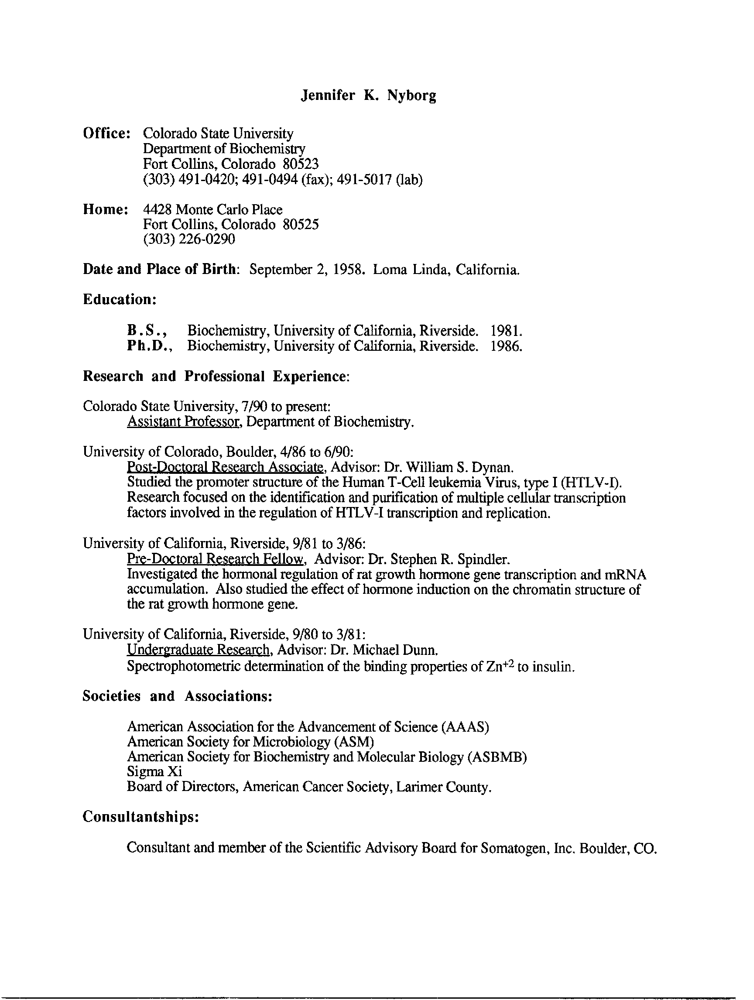 Jennifer K. Nyborg
Office: Colorado State University
Department of Biochemistry
Fort Collins, Colorado 80523
(303) 491-0420; 491-0494 (fax); 491-5017 (lab)
Home: 4428 Monte Carlo Place
Fort Collins, Colorado 80525
(303) 226-0290
Date and Place of Birth: September 2, 1958. Loma Linda, California.
Education:
B.S., Biochemistry, University of California, Riverside. 1981.
Ph.D., Biochemistry, University of California, Riverside. 1986.
Research and Professional Experience:
Colorado State University, 7/90 to present:
Assistant Professor, Department of Biochemistry.
University of Colorado, Boulder, 4/86 to 6/90:
Post-Doctoral Research Associate, Advisor: Dr. William S. Dynan.
Studied the promoter structure of the Human T-Cell leukemia Virus, type I (HTLV-I).
Research focused on the identification and purification of multiple cellular transcription
factors involved in the regulation of HTLV-I transcription and replication.
University of California, Riverside, 9/81 to 3/86:
Pre-Doctoral Research Fellow, Advisor: Dr. Stephen R. Spindler.
Investigated the hormonal regulation of rat growth hormone gene transcription and mRNA
accumulation. Also studied the effect of hormone induction on the chromatin structure of
the rat growth hormone gene.
University of California, Riverside, 9/80 to 3/81:
Undergraduate Research, Advisor: Dr. Michael Dunn.
Spectrophotometric determination of the binding properties of Zn+2 to insulin.
Societies and Associations:
American Association for the Advancement of Science (AAAS)
American Society for Microbiology (ASM)
American Society for Biochemistry and Molecular Biology (ASBMB)
Sigma Xi
Board of Directors, American Cancer Society, Larimer County.
Consultantships:
Consultant and member of the Scientific Advisory Board for Somatogen, Inc. Boulder, CO.